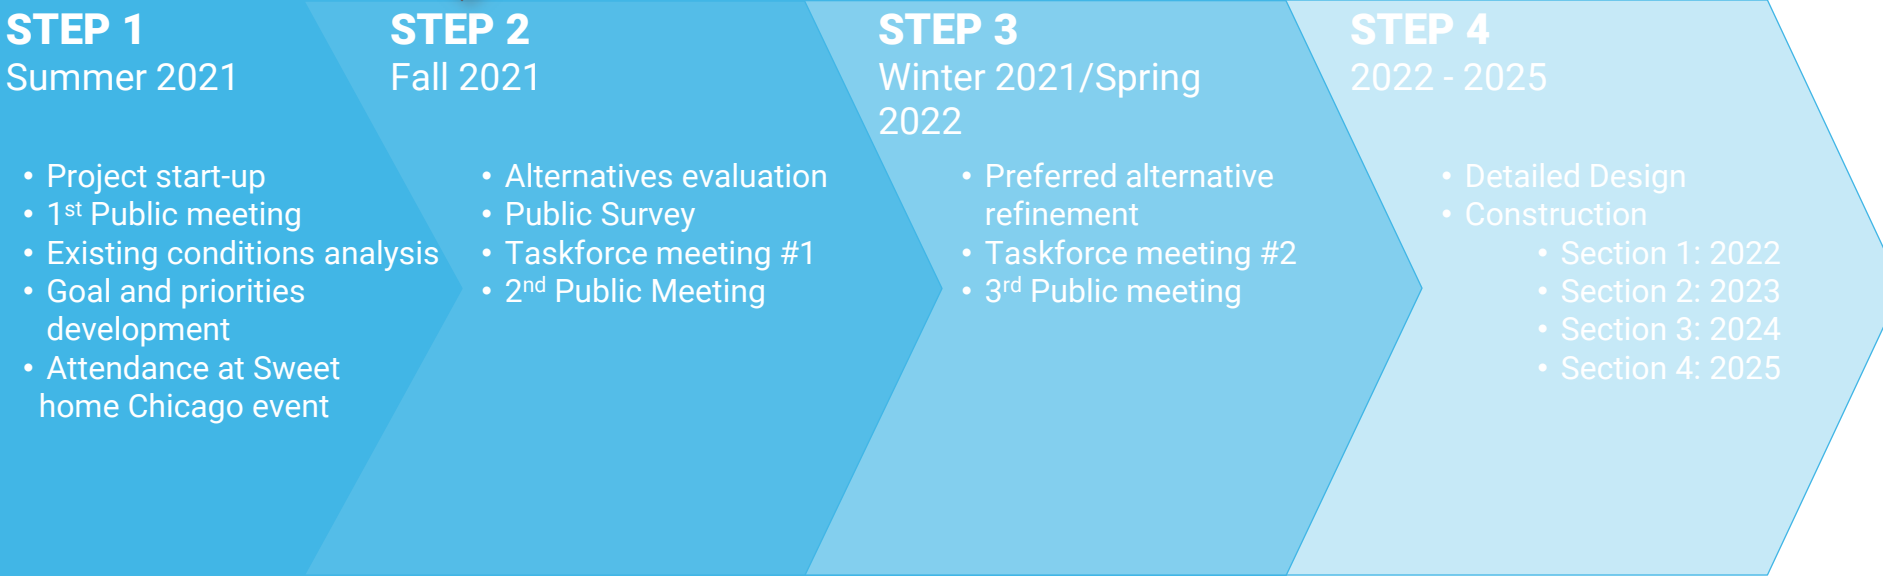 STEP 1
Summer 2021
• Project start-up
• 1st Public meeting
• Existing conditions analysis
• Goal and priorities
development
• Attendance at Sweet
home Chicago event
STEP 2
Fall 2021
• Alternatives evaluation
• Public Survey
• Taskforce meeting #1
• 2nd Public Meeting
STEP 3
Winter 2021/Spring
2022
• Preferred alternative
refinement
• Taskforce meeting #2
• 3rd Public meeting
STEP 4
2022 - 2025
• Detailed Design
• Construction
• Section 1: 2022
• Section 2: 2023
• Section 3: 2024
• Section 4: 2025